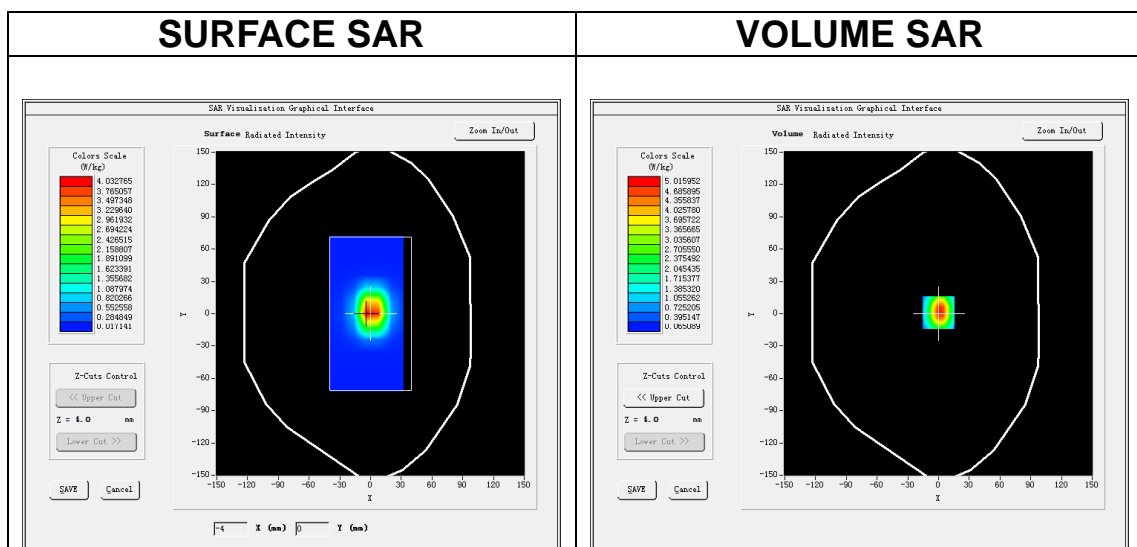 SURFACE SAR
VOLUME SAR
SAR Visualisation Graphical Interface
Surface Radiated Intensity
Zoom In/Out
Colors Scale
(W/kg)
4.032765
3.765057
3.497348
3.229640
2.961932
2.694224
2.426515
2.158807
1.891099
1.623391
1.355682
1.087974
0.820266
0.552558
0.284849
0.017141
Z-Cuts Control
<< Upper Cut
Z = 4.0 mm
Lower Cut >>
SAVE Cancel
150
120
90
60
30
0
-30
-60
-90
-120
-150
Y
-150 -120 -90 -60 -30 0 30 60 90 120 150
X
-4 X (mm) 0 Y (mm)
SAR Visualisation Graphical Interface
Volume Radiated Intensity
Zoom In/Out
Colors Scale
(W/kg)
5.015952
4.685895
4.355837
4.025780
3.695722
3.365665
3.035607
2.705550
2.375492
2.045435
1.715377
1.385320
1.055262
0.725205
0.395147
0.065089
Z-Cuts Control
<< Upper Cut
Z = 4.0 mm
Lower Cut >>
SAVE Cancel
150
120
90
60
30
0
-30
-60
-90
-120
-150
Y
-150 -120 -90 -60 -30 0 30 60 90 120 150
X